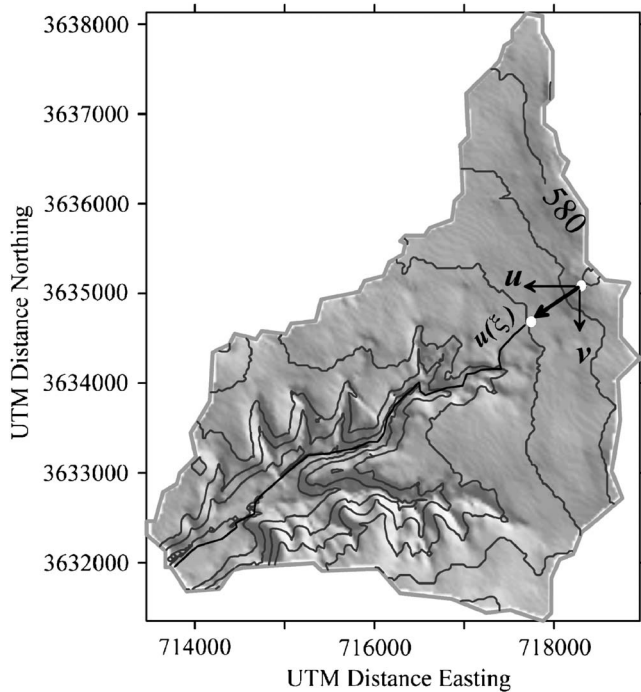 3638000
3637000
3636000
3635000
3634000
3633000
3632000
UTM Distance Northing
580
u
u(ξ)
v
714000 716000 718000
UTM Distance Easting